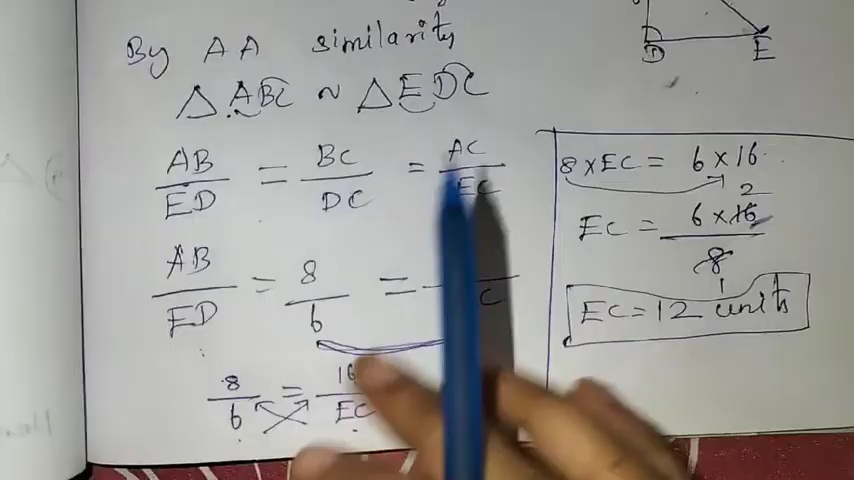 By AA similarity
△ABC ~ △EDC
AB/ED = BC/DC = AC/EC
AB/ED = 8/6 =
8/6 = 16/EC
D E
8×EC = 6×16
EC = 6×16/8
2
1
EC = 12 units